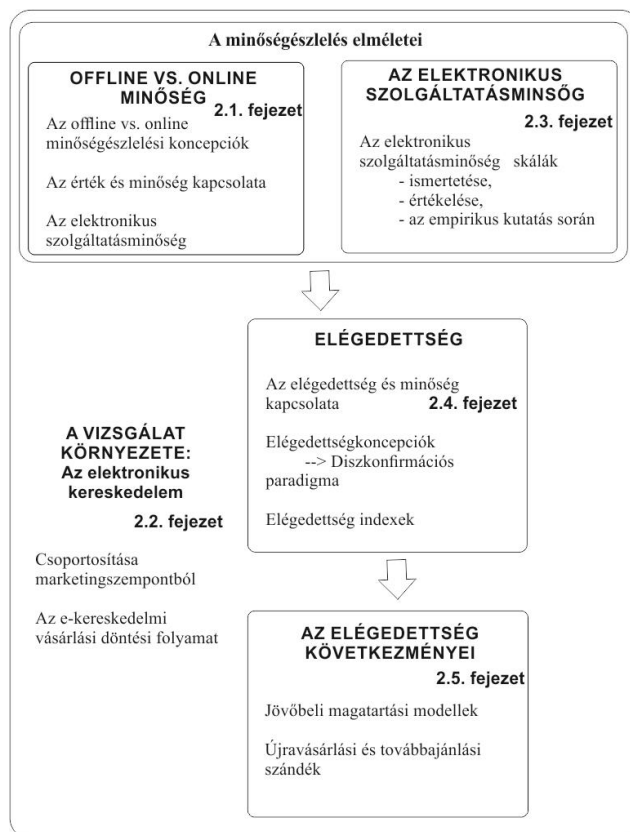 A minőségészlelés elméletei
OFFLINE VS. ONLINE
MINŐSÉG
2.1. fejezet
Az offline vs. online
minőségészlelési koncepciók
Az érték és minőség kapcsolata
Az elektronikus
szolgáltatásminőség
AZ ELEKTRONIKUS
SZOLGÁLTATÁSMINSŐG
2.3. fejezet
Az elektronikus
szolgáltatásminőség skálák
- ismertetése,
- értékelése,
- az empirikus kutatás során
ELÉGEDETTSÉG
Az elégedettség és minőség
kapcsolata 2.4. fejezet
Elégedettségkoncepciók
--> Diszkonfirmációs
paradigma
Elégedettség indexek
A VIZSGÁLAT
KÖRNYEZETE:
Az elektronikus
kereskedelem
2.2. fejezet
Csoportosítása
marketingszempontból
Az e-kereskedelmi
vásárlási döntési folyamat
AZ ELÉGEDETTSÉG
KÖVETKEZMÉNYEI
2.5. fejezet
Jövőbeli magatartási modellek
Újravásárlási és továbbajánlási
szándék